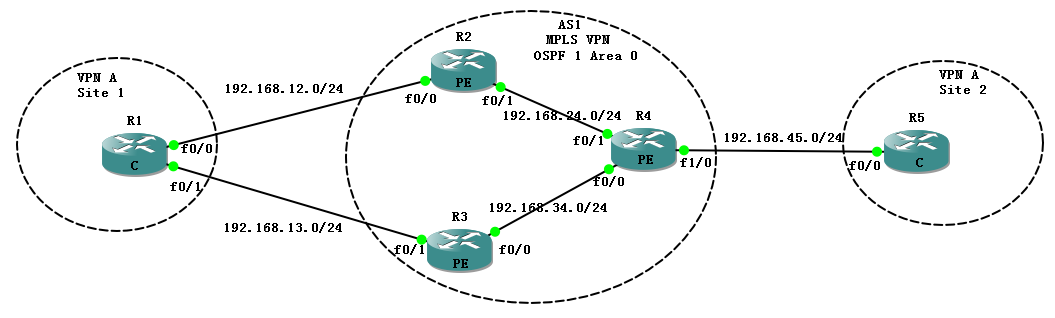 AS1
MPLS VPN
OSPF 1 Area 0
VPN A
Site 1
R1
C
f0/0
f0/1
192.168.12.0/24
192.168.13.0/24
R2
PE
f0/0
f0/1
192.168.24.0/24
R3
PE
f0/1
f0/0
192.168.34.0/24
R4
PE
f0/1
f0/0
f1/0
192.168.45.0/24
VPN A
Site 2
R5
C
f0/0